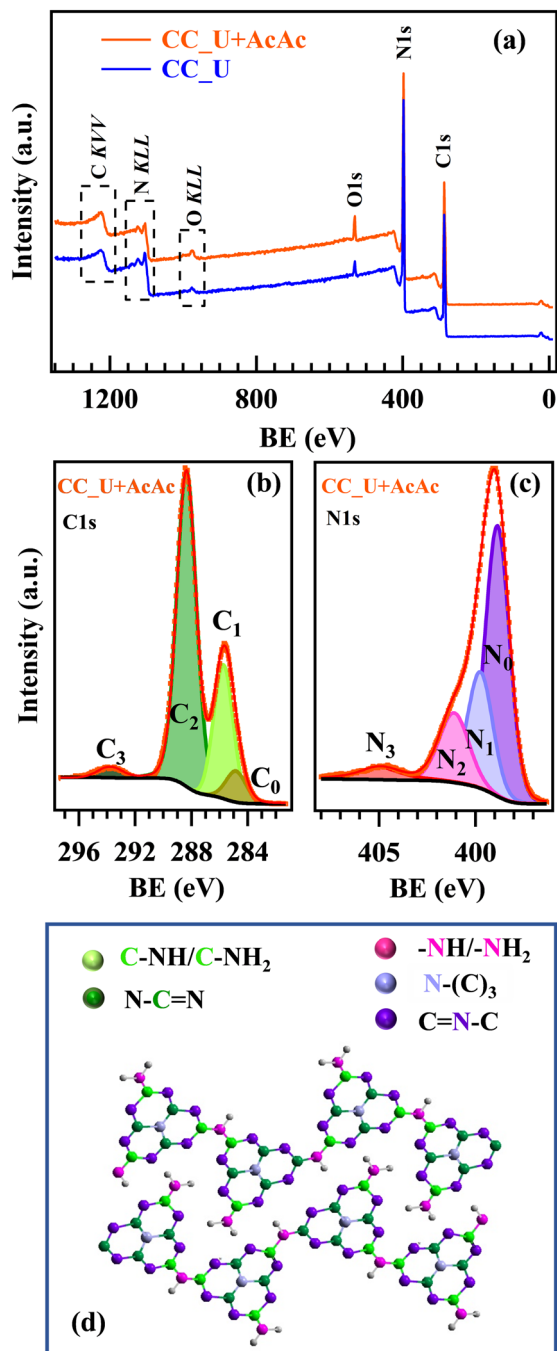 CC_U+AcAc
CC_U
(a)
N1s
C1s
O1s
O KLL
N KLL
C KVV
Intensity (a.u.)
1200 800 400 0
BE (eV)
CC_U+AcAc
(b)
C1s
C₁
C₂
C₃
C₀
296 292 288 284
BE (eV)
Intensity (a.u.)
CC_U+AcAc
(c)
N1s
N₀
N₁
N₂
N₃
405 400
BE (eV)
C-NH/C-NH₂
N-C=N
-NH/-NH₂
N-(C)₃
C=N-C
(d)